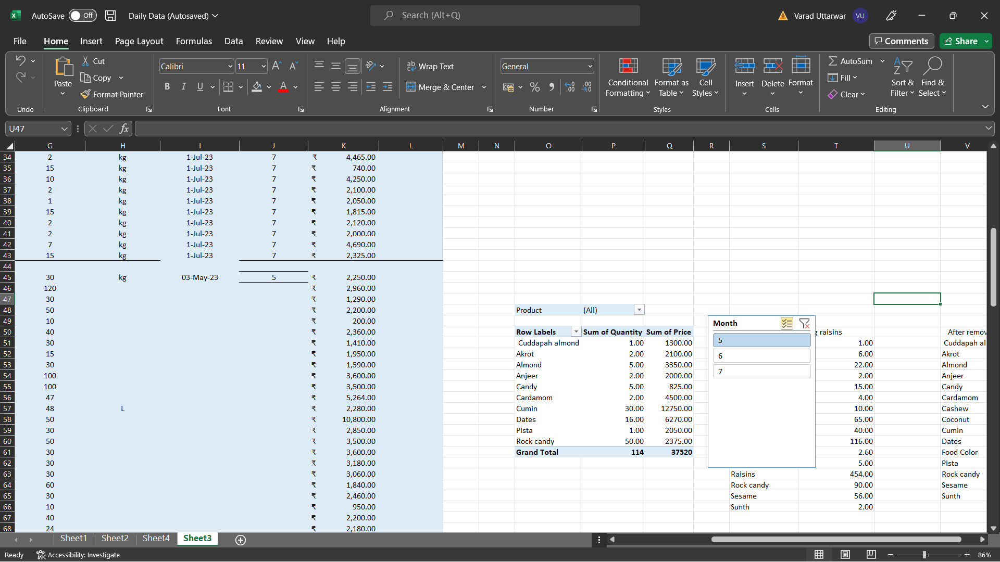 AutoSave Off Daily Data (Autosaved) Search (Alt+Q) Varad Uttarwar VU
File Home Insert Page Layout Formulas Data Review View Help Comments Share
Paste Cut Copy Format Painter Calibri 11 Wrap Text Merge & Center General Conditional Formatting Format as Table Cell Styles Insert Delete Format AutoSum Fill Clear Sort & Filter Find & Select
Undo Clipboard Font Alignment Number Styles Cells Editing
U47 fx
G H I J K L M N O P Q R S T U V
34 2 kg 1-Jul-23 7 ₹ 4,465.00
35 15 kg 1-Jul-23 7 ₹ 740.00
36 10 kg 1-Jul-23 7 ₹ 4,250.00
37 2 kg 1-Jul-23 7 ₹ 2,100.00
38 1 kg 1-Jul-23 7 ₹ 2,050.00
39 15 kg 1-Jul-23 7 ₹ 1,815.00
40 2 kg 1-Jul-23 7 ₹ 2,120.00
41 2 kg 1-Jul-23 7 ₹ 2,000.00
42 7 kg 1-Jul-23 7 ₹ 4,690.00
43 15 kg 1-Jul-23 7 ₹ 2,325.00
44
45 30 kg 03-May-23 5 ₹ 2,250.00
46 120 ₹ 2,960.00
47 30 ₹ 1,290.00
48 50 ₹ 2,200.00 Product (All)
49 10 ₹ 200.00 Month
50 40 ₹ 2,360.00 Row Labels Sum of Quantity Sum of Price raisins After remov
51 30 ₹ 1,410.00 Cuddapah almond 1.00 1300.00 5 1.00 Cuddapah al
52 15 ₹ 1,950.00 Akrot 2.00 2100.00 6 6.00 Akrot
53 30 ₹ 1,590.00 Almond 5.00 3350.00 22.00 Almond
54 100 ₹ 3,600.00 Anjeer 2.00 2000.00 7 2.00 Anjeer
55 100 ₹ 3,500.00 Candy 5.00 825.00 15.00 Candy
56 47 ₹ 5,264.00 Cardamom 2.00 4500.00 4.00 Cardamom
57 48 L ₹ 2,280.00 Cumin 30.00 12750.00 10.00 Cashew
58 50 ₹ 10,800.00 Dates 16.00 6270.00 65.00 Coconut
59 30 ₹ 2,850.00 Pista 1.00 2050.00 40.00 Cumin
60 50 ₹ 3,500.00 Rock candy 50.00 2375.00 116.00 Dates
61 30 ₹ 3,600.00 Grand Total 114 37520 2.60 Food Color
62 30 ₹ 3,180.00 5.00 Pista
63 30 ₹ 3,060.00 Raisins 454.00 Rock candy
64 60 ₹ 1,840.00 Rock candy 90.00 Sesame
65 30 ₹ 2,460.00 Sesame 56.00 Sunth
66 10 ₹ 950.00 Sunth 2.00
67 40 ₹ 2,200.00
68 24 ₹ 2,180.00
Sheet1 Sheet2 Sheet4 Sheet3
Ready Accessibility: Investigate 86%